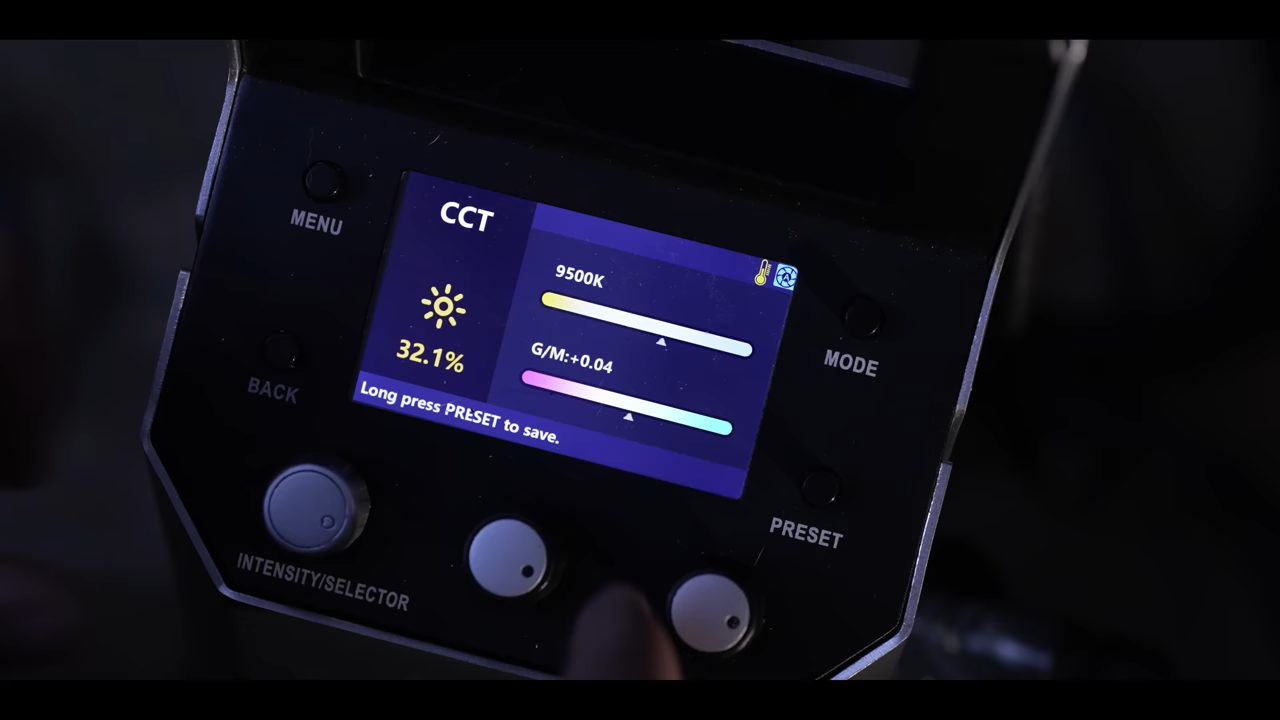 MENU
CCT
9500K
32.1%
G/M:+0.04
Long press PRESET to save.
BACK
MODE
PRESET
INTENSITY/SELECTOR